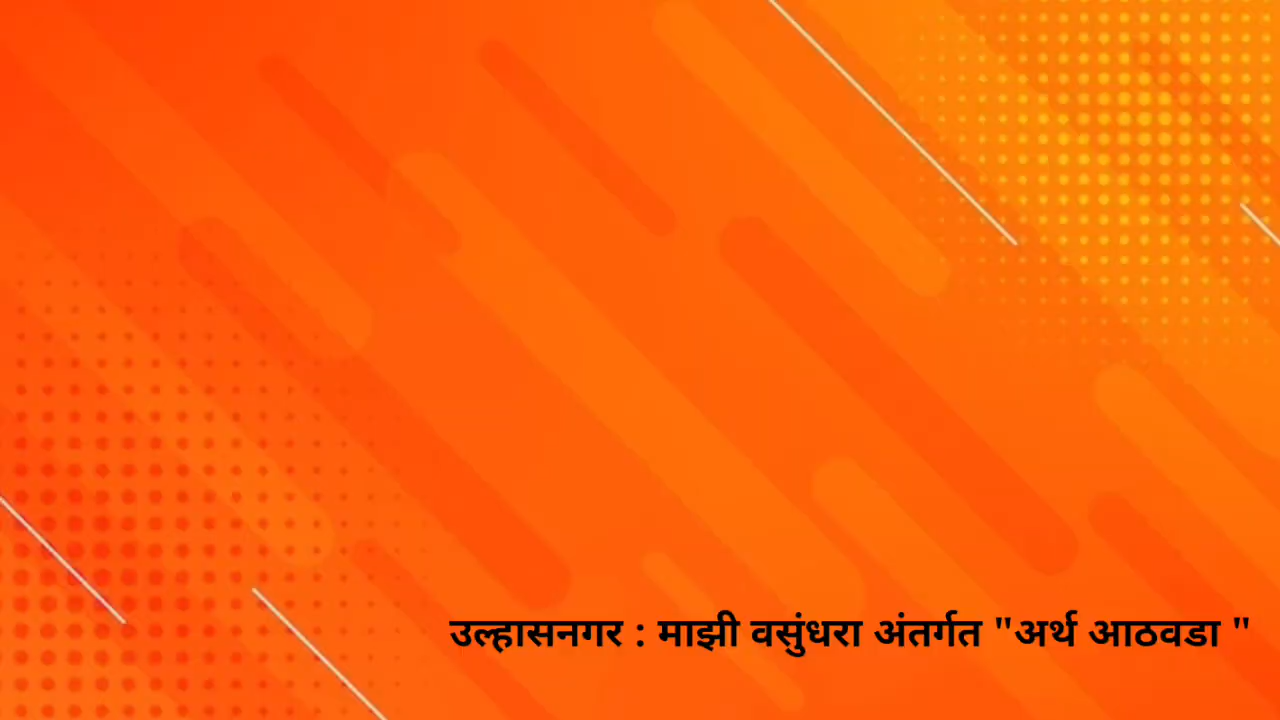 उल्हासनगर : माझी वसुंधरा अंतर्गत "अर्थ आठवडा "